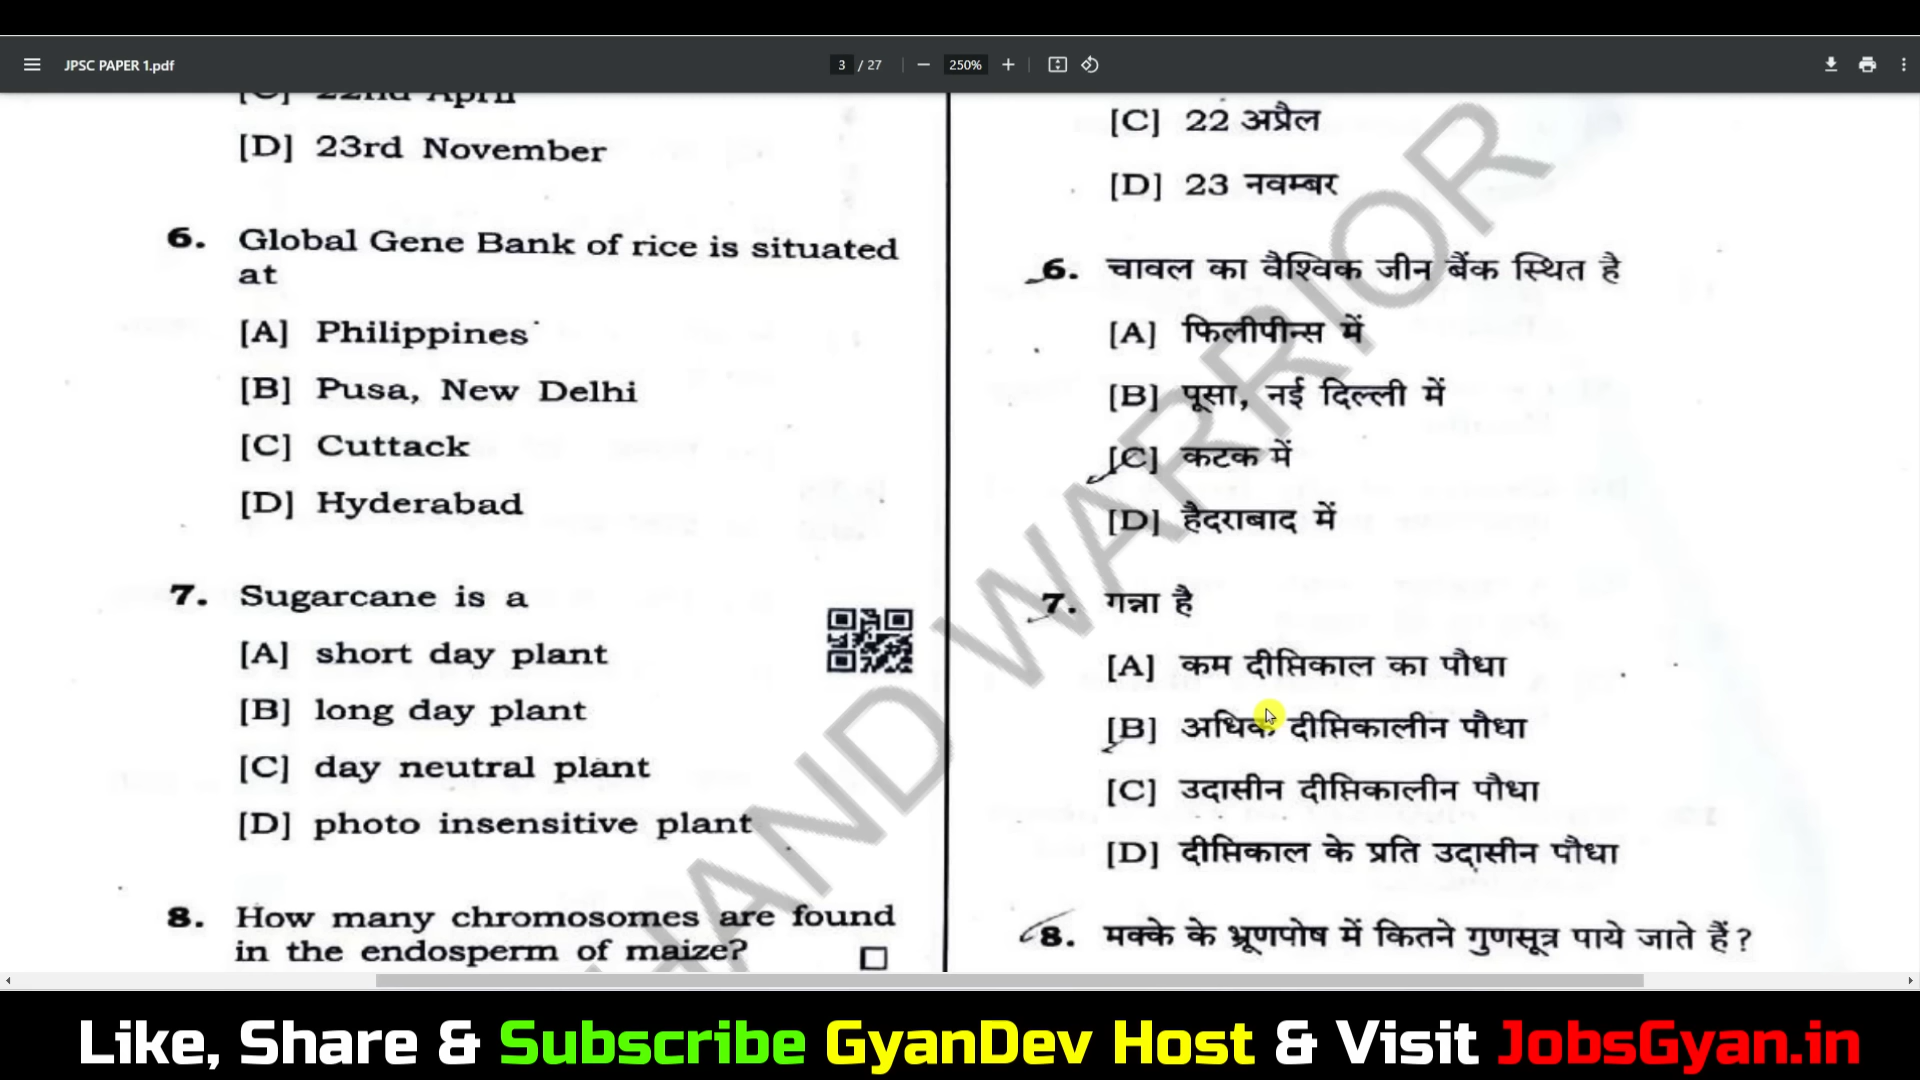 JPSC PAPER 1.pdf
3 / 27
250%
[C] 22nd April
[D] 23rd November
6. Global Gene Bank of rice is situated
at
[A] Philippines
[B] Pusa, New Delhi
[C] Cuttack
[D] Hyderabad
7. Sugarcane is a
[A] short day plant
[B] long day plant
[C] day neutral plant
[D] photo insensitive plant
8. How many chromosomes are found
in the endosperm of maize?
[C] 22 अप्रैल
[D] 23 नवम्बर
6. चावल का वैश्विक जीन बैंक स्थित है
[A] फिलीपीन्स में
[B] पूसा, नई दिल्ली में
[C] कटक में
[D] हैदराबाद में
7. गन्ना है
[A] कम दीप्तिकाल का पौधा
[B] अधिक दीप्तिकालीन पौधा
[C] उदासीन दीप्तिकालीन पौधा
[D] दीप्तिकाल के प्रति उदासीन पौधा
8. मक्के के भ्रूणपोष में कितने गुणसूत्र पाये जाते हैं?
HAND WARRIOR
Like, Share & Subscribe GyanDev Host & Visit JobsGyan.in